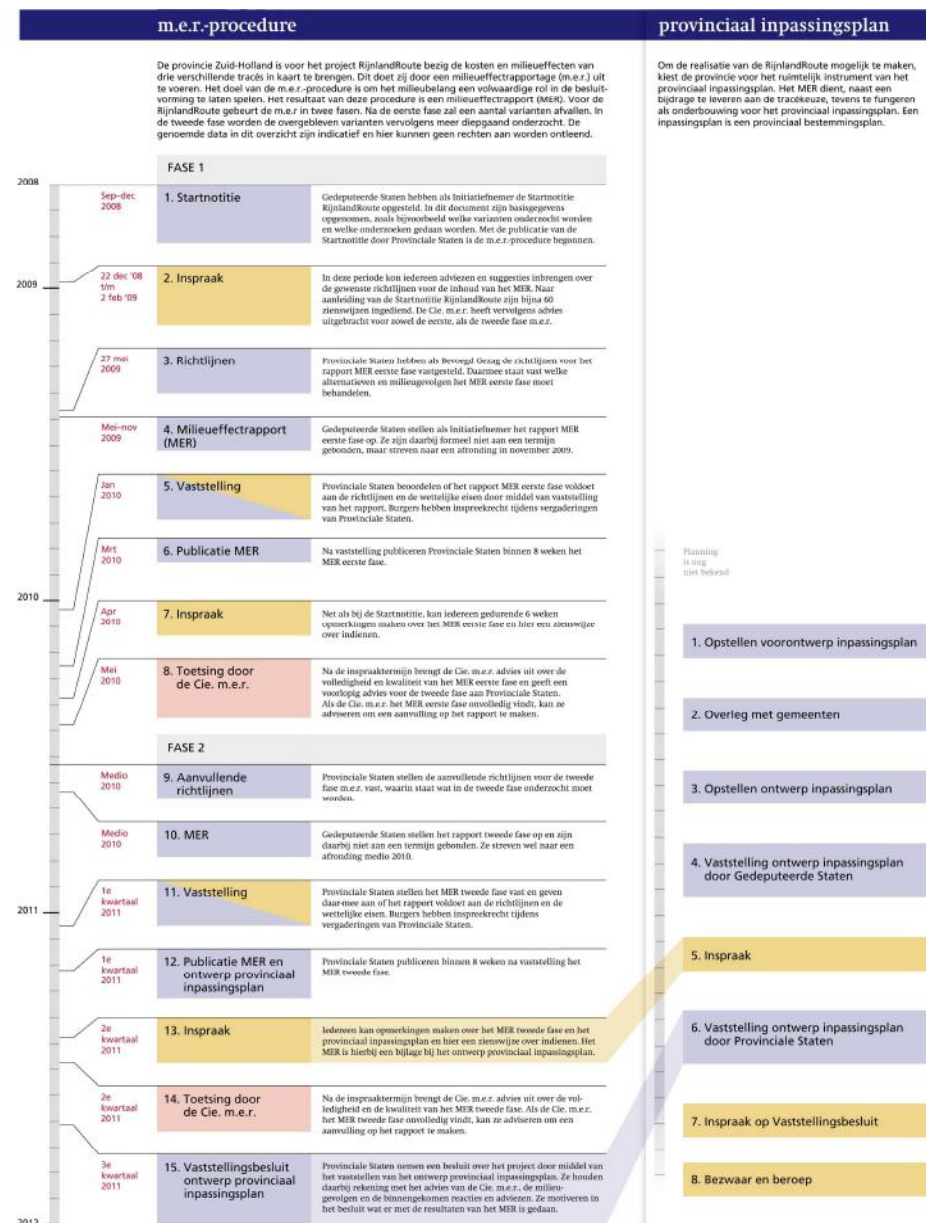 m.e.r.-procedure
De provincie Zuid-Holland is voor het project RijnlandRoute bezig de kosten en milieueffecten van
drie verschillende tracés in kaart te brengen. Dit doet zij door een milieueffectrapportage (m.e.r.) uit
te voeren. Het doel van de m.e.r.-procedure is om het milieubelang een volwaardige rol in de besluit-
vorming te laten spelen. Het resultaat van deze procedure is een milieueffectrapport (MER). Voor de
RijnlandRoute gebeurt de m.e.r in twee fasen. Na de eerste fase zal een aantal varianten afvallen. In
de tweede fase worden de overgebleven varianten vervolgens meer diepgaand onderzocht. De
genoemde data in dit overzicht zijn indicatief en hier kunnen geen rechten aan worden ontleend.
FASE 1
2008
Sep–dec
2008
1. Startnotitie
Gedeputeerde Staten hebben als Initiatiefnemer de Startnotitie
RijnlandRoute opgesteld. In dit document zijn basisgegevens
opgenomen, zoals bijvoorbeeld welke varianten onderzocht worden
en welke onderzoeken gedaan worden. Met de publicatie van de
Startnotitie door Provinciale Staten is de m.e.r.-procedure begonnen.
2009
22 dec '08
t/m
2 feb '09
2. Inspraak
In deze periode kon iedereen adviezen en suggesties inbrengen over
de gewenste richtlijnen voor de inhoud van het MER. Naar
aanleiding van de Startnotitie RijnlandRoute zijn bijna 60
zienswijzen ingediend. De Cie. m.e.r. heeft vervolgens advies
uitgebracht voor zowel de eerste, als de tweede fase m.e.r.
27 mei
2009
3. Richtlijnen
Provinciale Staten hebben als Bevoegd Gezag de richtlijnen voor het
rapport MER eerste fase vastgesteld. Daarmee staat vast welke
alternatieven en milieugevolgen het MER eerste fase moet
behandelen.
Mei–nov
2009
4. Milieueffectrapport
(MER)
Gedeputeerde Staten stellen als Initiatiefnemer het rapport MER
eerste fase op. Ze zijn daarbij formeel niet aan een termijn
gebonden, maar streven naar een afronding in november 2009.
Jan
2010
5. Vaststelling
Provinciale Staten beoordelen of het rapport MER eerste fase voldoet
aan de richtlijnen en de wettelijke eisen door middel van vaststelling
van het rapport. Burgers hebben inspreekrecht tijdens vergaderingen
van Provinciale Staten.
Mrt
2010
6. Publicatie MER
Na vaststelling publiceren Provinciale Staten binnen 8 weken het
MER eerste fase.
2010
Apr
2010
7. Inspraak
Net als bij de Startnotitie, kan iedereen gedurende 6 weken
opmerkingen maken over het MER eerste fase en hier een zienswijze
over indienen.
Mei
2010
8. Toetsing door
de Cie. m.e.r.
Na de inspraaktermijn brengt de Cie. m.e.r. advies uit over de
volledigheid en kwaliteit van het MER eerste fase en geeft een
voorlopig advies voor de tweede fase aan Provinciale Staten.
Als de Cie. m.e.r. het MER eerste fase onvolledig vindt, kan ze
adviseren om een aanvulling op het rapport te maken.
FASE 2
Medio
2010
9. Aanvullende
richtlijnen
Provinciale Staten stellen de aanvullende richtlijnen voor de tweede
fase m.e.r. vast, waarin staat wat in de tweede fase onderzocht moet
worden.
Medio
2010
10. MER
Gedeputeerde Staten stellen het rapport tweede fase op en zijn
daarbij niet aan een termijn gebonden. Ze streven wel naar een
afronding medio 2010.
2011
1e
kwartaal
2011
11. Vaststelling
Provinciale Staten stellen het MER tweede fase vast en geven
daar-mee aan of het rapport voldoet aan de richtlijnen en de
wettelijke eisen. Burgers hebben inspreekrecht tijdens
vergaderingen van Provinciale Staten.
1e
kwartaal
2011
12. Publicatie MER en
ontwerp provinciaal
inpassingsplan
Provinciale Staten publiceren binnen 8 weken na vaststelling het
MER tweede fase.
2e
kwartaal
2011
13. Inspraak
Iedereen kan opmerkingen maken over het MER tweede fase en het
provinciaal inpassingsplan en hier een zienswijze over indienen. Het
MER is hierbij een bijlage bij het ontwerp provinciaal inpassingsplan.
2e
kwartaal
2011
14. Toetsing door
de Cie. m.e.r.
Na de inspraaktermijn brengt de Cie. m.e.r. advies uit over de vol-
ledigheid en de kwaliteit van het MER tweede fase. Als de Cie. m.e.r.
het MER tweede fase onvolledig vindt, kan ze adviseren om een
aanvulling op het rapport te maken.
3e
kwartaal
2011
15. Vaststellingsbesluit
ontwerp provinciaal
inpassingsplan
Provinciale Staten nemen een besluit over het project door middel van
het vaststellen van het ontwerp provinciaal inpassingsplan. Ze houden
daarbij rekening met het advies van de Cie. m.e.r., de milieu-
gevolgen en de binnengekomen reacties en adviezen. Ze motiveren in
het besluit wat er met de resultaten van het MER is gedaan.
2012
provinciaal inpassingsplan
Om de realisatie van de RijnlandRoute mogelijk te maken,
kiest de provincie voor het ruimtelijk instrument van het
provinciaal inpassingsplan. Het MER dient, naast een
bijdrage te leveren aan de tracékeuze, tevens te fungeren
als onderbouwing voor het provinciaal inpassingsplan. Een
inpassingsplan is een provinciaal bestemmingsplan.
Planning
is nog
niet bekend
1. Opstellen voorontwerp inpassingsplan
2. Overleg met gemeenten
3. Opstellen ontwerp inpassingsplan
4. Vaststelling ontwerp inpassingsplan
door Gedeputeerde Staten
5. Inspraak
6. Vaststelling ontwerp inpassingsplan
door Provinciale Staten
7. Inspraak op Vaststellingsbesluit
8. Bezwaar en beroep